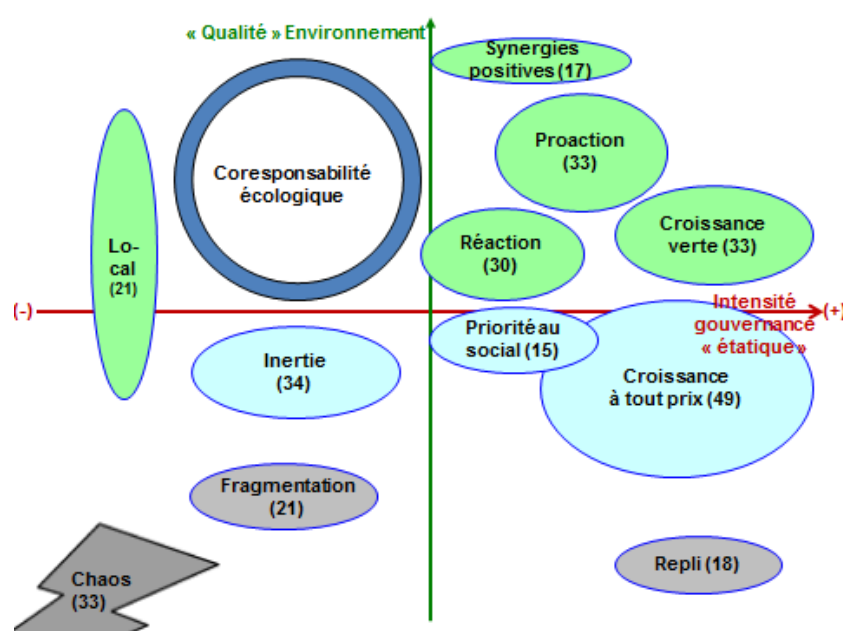 « Qualité » Environnement
Synergies
positives (17)
Proaction
(33)
Coresponsabilité
écologique
Croissance
verte (33)
Réaction
(30)
Lo-
cal
(21)
(-)
Intensité
gouvernance
« étatique »
(+)
Priorité au
social (15)
Inertie
(34)
Croissance
à tout prix (49)
Fragmentation
(21)
Repli (18)
Chaos
(33)